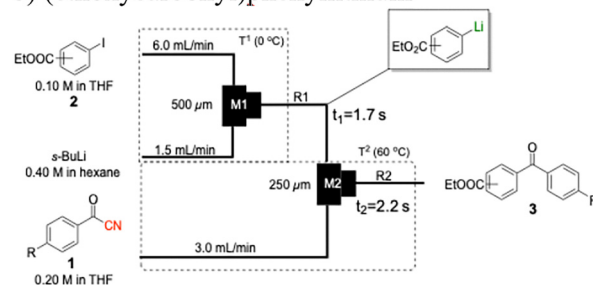 6.0 mL/min
T¹ (0 °C)
Li
EtO₂C
EtOOC
I
0.10 M in THF
2
500 µm
M1
R1
t₁=1.7 s
1.5 mL/min
T² (60 °C)
s-BuLi
0.40 M in hexane
250 µm
M2
R2
t₂=2.2 s
EtOOC
O
3
O
CN
R
1
3.0 mL/min
0.20 M in THF